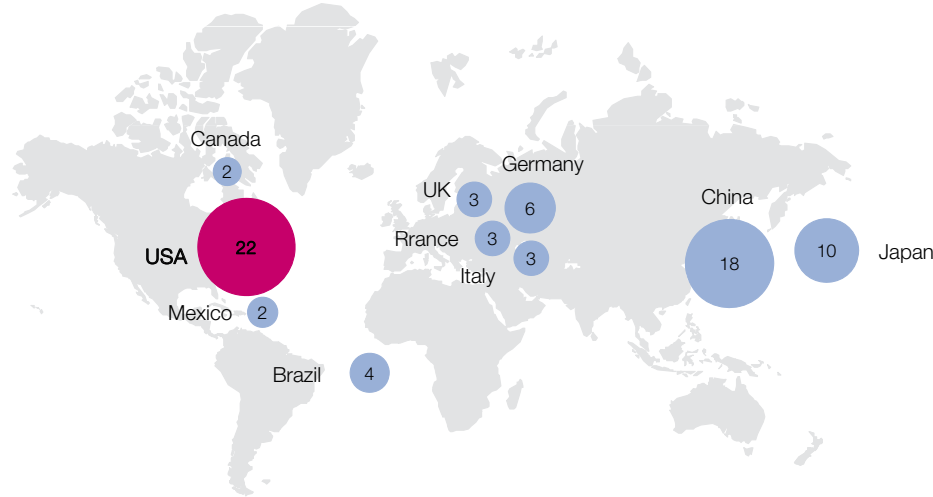 Canada
2
UK
3
Germany
6
China
18
USA
22
Rrance
3
Italy
3
10
Japan
Mexico
2
Brazil
4